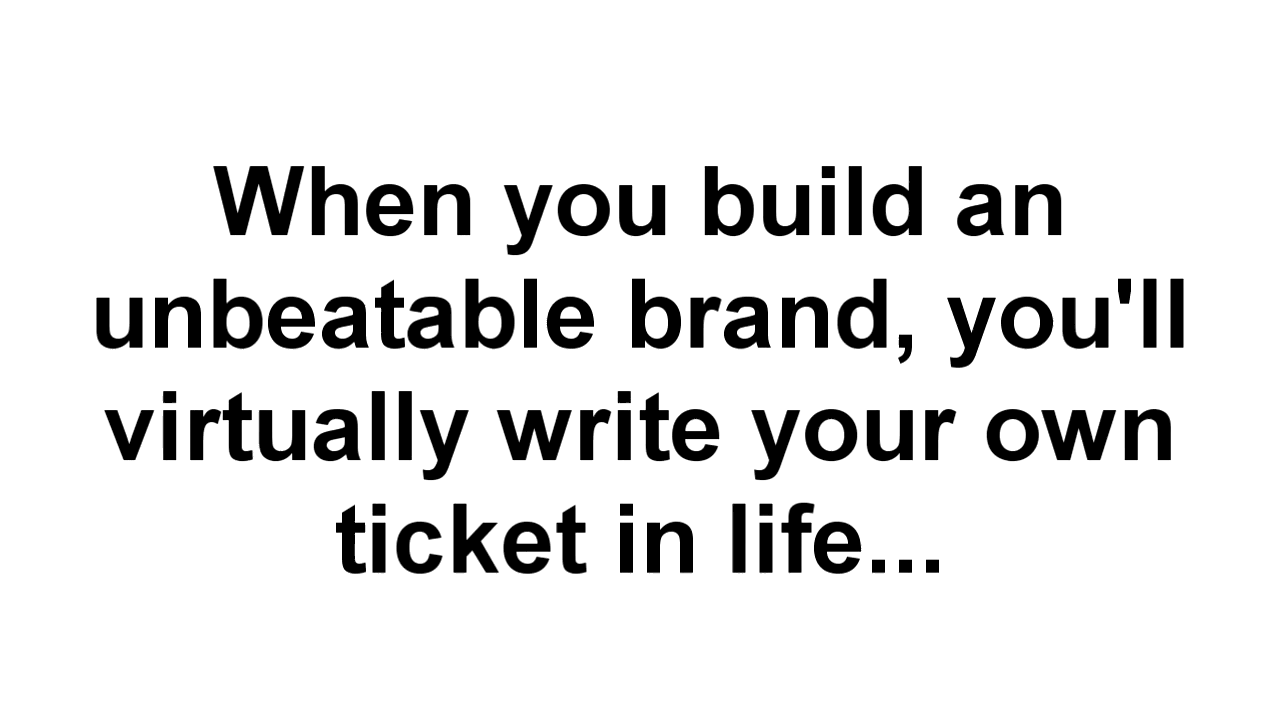 When you build an
unbeatable brand, you'll
virtually write your own
ticket in life...